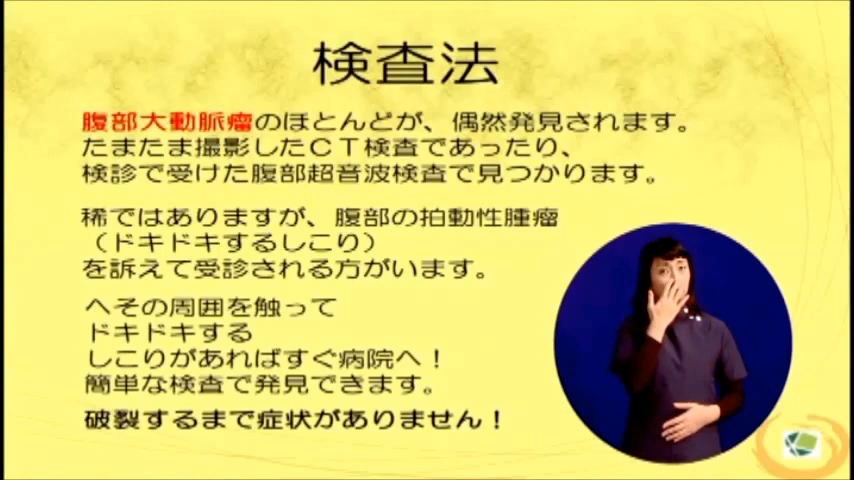 検査法
腹部大動脈瘤のほとんどが、偶然発見されます。
たまたま撮影したＣＴ検査であったり、
検診で受けた腹部超音波検査で見つかります。
稀ではありますが、腹部の拍動性腫瘤
（ドキドキするしこり）
を訴えて受診される方がいます。
へその周囲を触って
ドキドキする
しこりがあればすぐ病院へ！
簡単な検査で発見できます。
破裂するまで症状がありません！